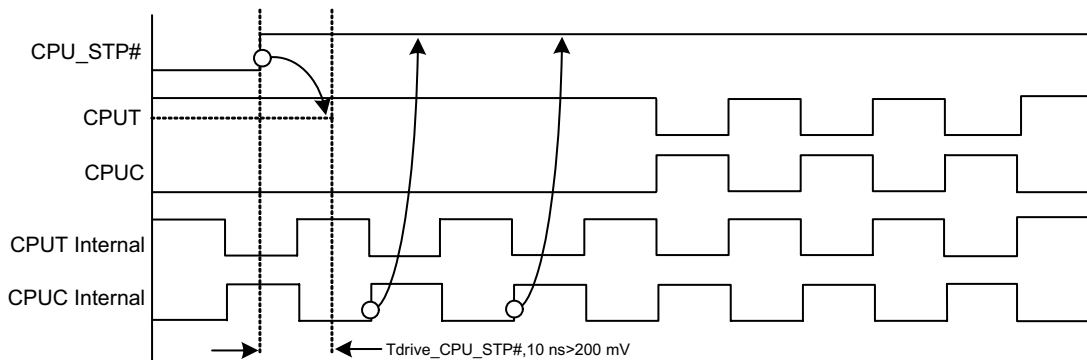 CPU_STP#
CPUT
CPUC
CPUT Internal
CPUC Internal
Tdrive_CPU_STP#,10 ns>200 mV